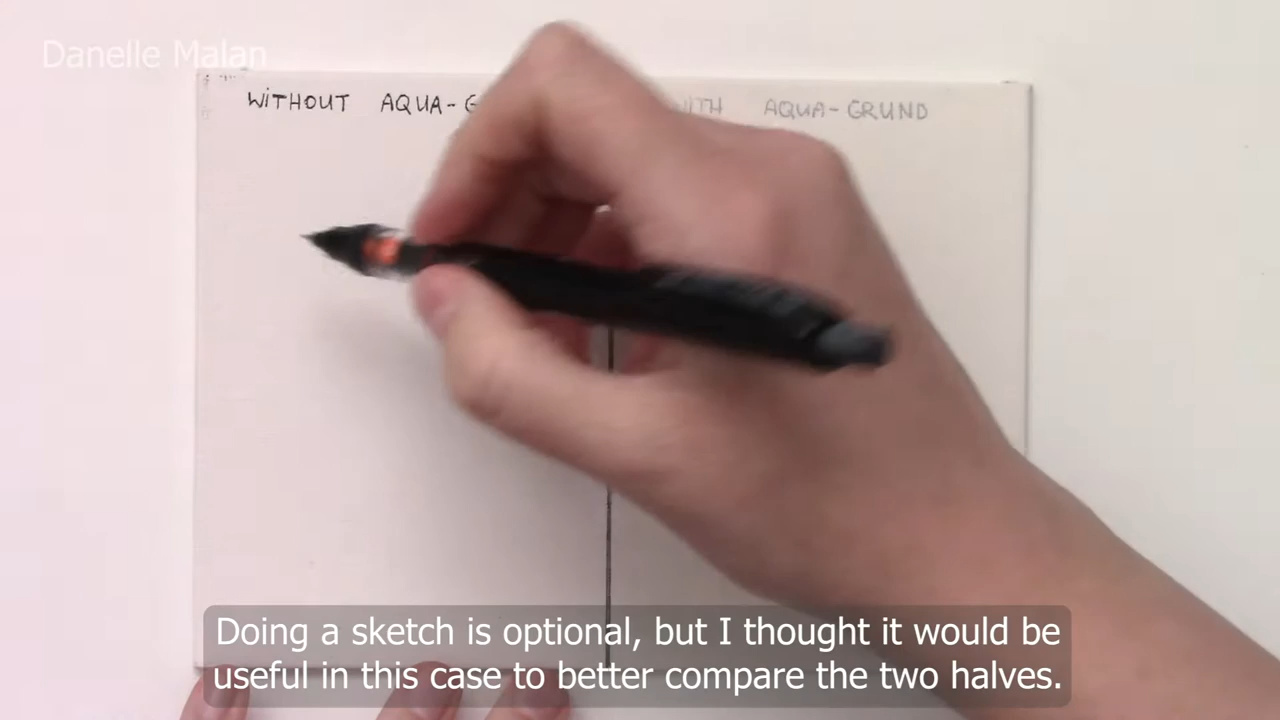 Danelle Malan
WiTHOUT AQUA-G
WITH AQUA-GRUND
Doing a sketch is optional, but I thought it would be
useful in this case to better compare the two halves.